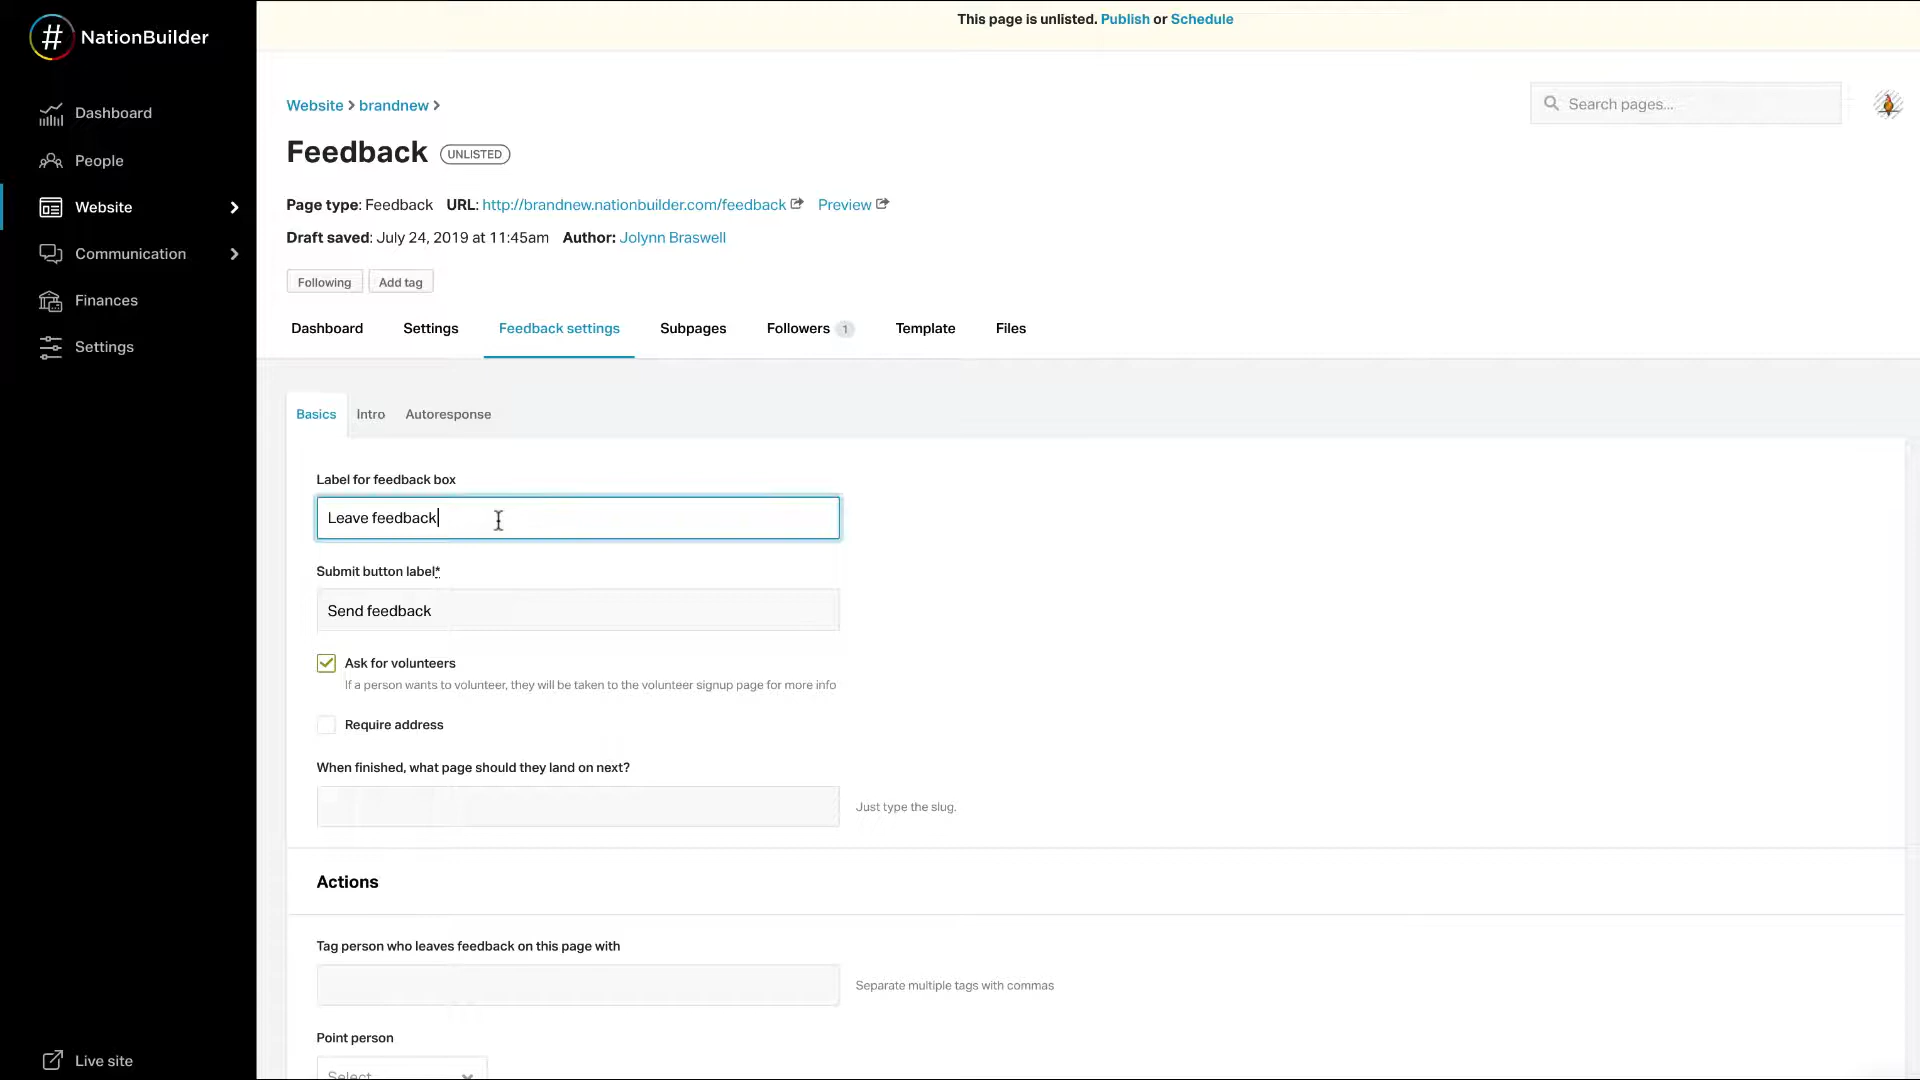 This page is unlisted. Publish or Schedule
# NationBuilder
Dashboard
People
Website
Communication
Finances
Settings
Live site
Website > brandnew >
Search pages...
Feedback UNLISTED
Page type: Feedback URL: http://brandnew.nationbuilder.com/feedback Preview
Draft saved: July 24, 2019 at 11:45am Author: Jolynn Braswell
Following Add tag
Dashboard Settings Feedback settings Subpages Followers 1 Template Files
Basics Intro Autoresponse
Label for feedback box
Leave feedback
Submit button label*
Send feedback
Ask for volunteers
If a person wants to volunteer, they will be taken to the volunteer signup page for more info
Require address
When finished, what page should they land on next?
Just type the slug.
Actions
Tag person who leaves feedback on this page with
Separate multiple tags with commas
Point person
Select